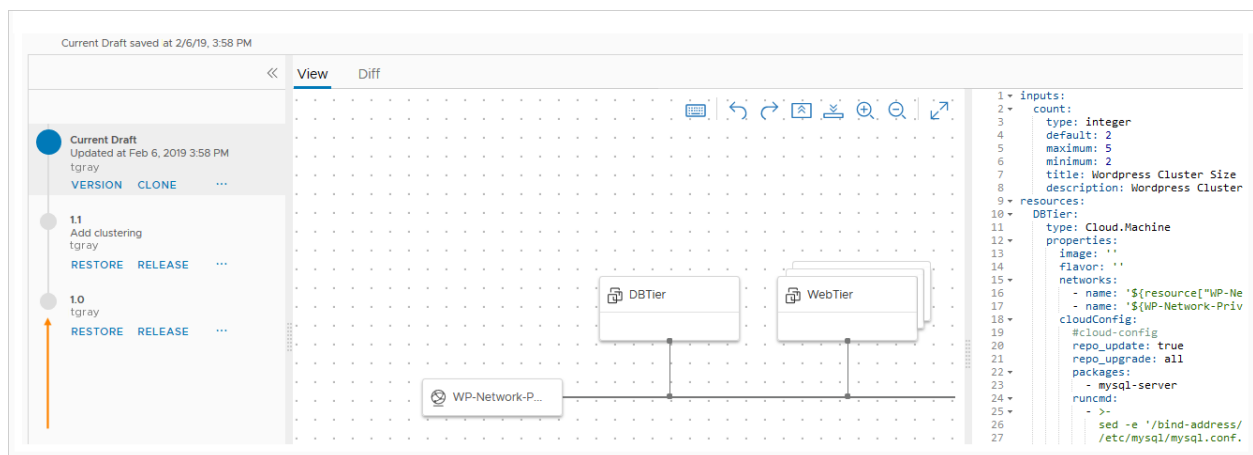 Current Draft saved at 2/6/19, 3:58 PM
View Diff
Current Draft
Updated at Feb 6, 2019 3:58 PM
tgray
VERSION CLONE ...
1.1
Add clustering
tgray
RESTORE RELEASE ...
1.0
tgray
RESTORE RELEASE ...
DBTier
WebTier
WP-Network-P...
1 inputs:
2 count:
3 type: integer
4 default: 2
5 maximum: 5
6 minimum: 2
7 title: Wordpress Cluster Size
8 description: Wordpress Cluster
9 resources:
10 DBTier:
11 type: Cloud.Machine
12 properties:
13 image: ''
14 flavor: ''
15 networks:
16 - name: '${resource["WP-Ne
17 - name: '${WP-Network-Priv
18 cloudConfig:
19 #cloud-config
20 repo_update: true
21 repo_upgrade: all
22 packages:
23 - mysql-server
24 runcmd:
25 - >-
26 sed -e '/bind-address/
27 /etc/mysql/mysql.conf.